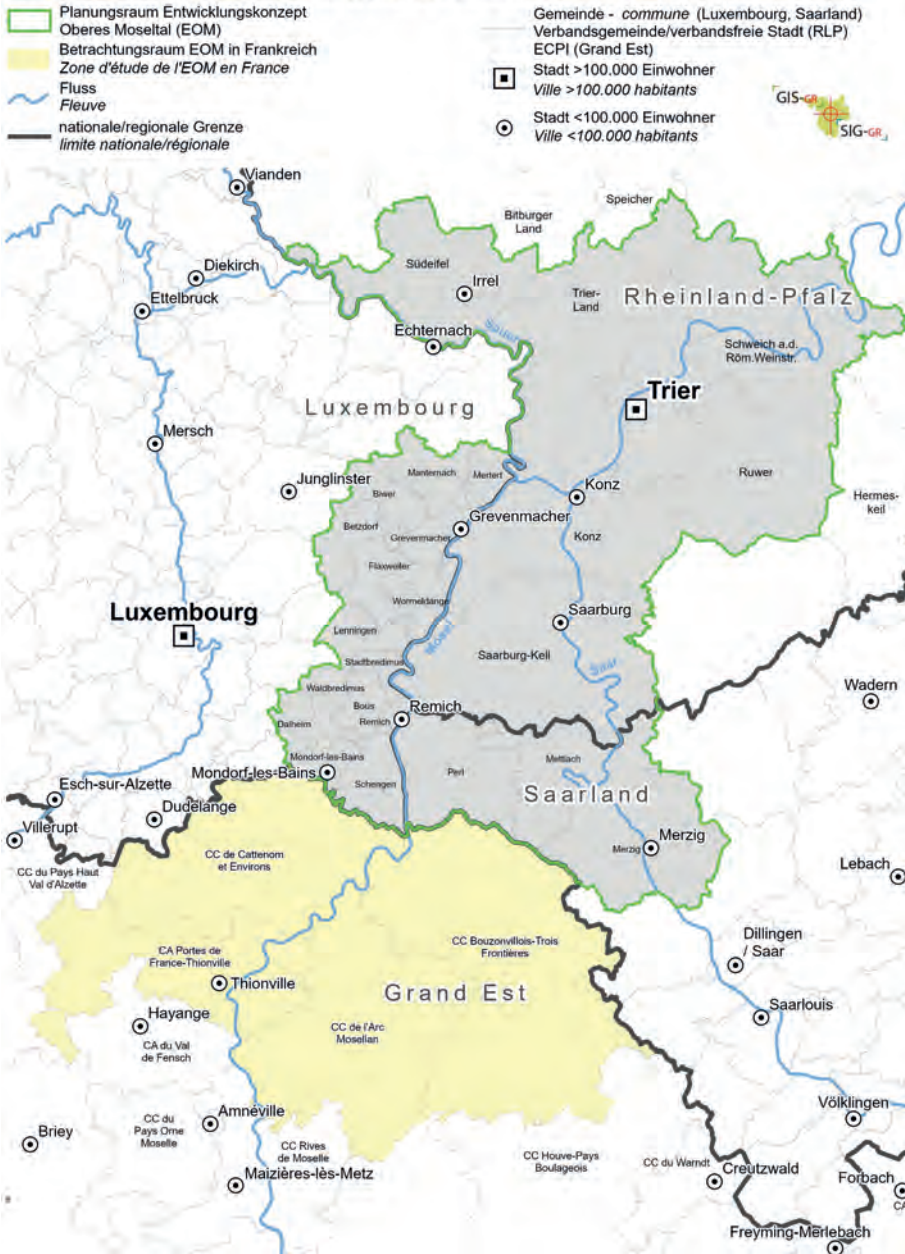 Planungsraum Entwicklungskonzept
Oberes Moseltal (EOM)
Betrachtungsraum EOM in Frankreich
Zone d'étude de l'EOM en France
Fluss
Fleuve
nationale/regionale Grenze
limite nationale/régionale
Gemeinde - commune (Luxembourg, Saarland)
Verbandsgemeinde/verbandsfreie Stadt (RLP)
ECPI (Grand Est)
Stadt >100.000 Einwohner
Ville >100.000 habitants
Stadt <100.000 Einwohner
Ville <100.000 habitants
GIS-GR
SIG-GR
Vianden
Speicher
Bitburger
Land
Südeifel
Diekirch
Irrel
Trier-
Land
Rheinland-Pfalz
Ettelbruck
Echternach
Sauer
Schweich a.d.
Röm.Weinstr.
Trier
Luxembourg
Mersch
Manternach
Mertert
Ruwer
Junglinster
Biwer
Konz
Hermes-
keil
Betzdorf
Grevenmacher
Grevenmacher
Konz
Flaxweiler
Wormeldange
Luxembourg
Saarburg
Lenningen
Mosel
Saarburg-Kell
Stadtbredimus
Saar
Waldbredimus
Wadern
Bous
Remich
Dalheim
Remich
Mondorf-les-Bains
Mettlach
Mondorf-les-Bains
Perl
Schengen
Saarland
Esch-sur-Alzette
Dudelange
Villerupt
Merzig
Merzig
CC de Cattenom
et Environs
Lebach
CC du Pays Haut
Val d'Alzette
CC Bouzonvillois-Trois
Frontières
Dillingen
/ Saar
CA Portes de
France-Thionville
Thionville
Grand Est
Saarlouis
Hayange
CC de l'Arc
Mosellan
CA du Val
de Fensch
Amnéville
Völklingen
CC du
Pays Orne
Moselle
Briey
CC Rives
de Moselle
CC Houve-Pays
Boulageois
CC du Warndt
Maizières-lès-Metz
Creutzwald
Forbach
CA
Freyming-Merlebach